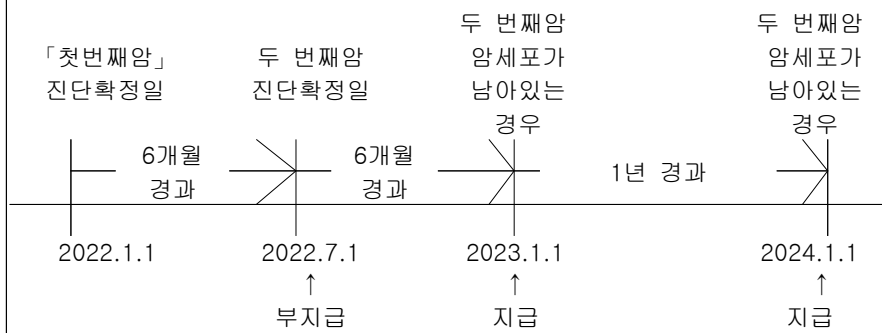 「첫번째암」
진단확정일
두 번째암
진단확정일
두 번째암
암세포가
남아있는
경우
두 번째암
암세포가
남아있는
경우
6개월
경과
6개월
경과
1년 경과
2022.1.1
2022.7.1
2023.1.1
2024.1.1
↑
↑
↑
부지급
지급
지급